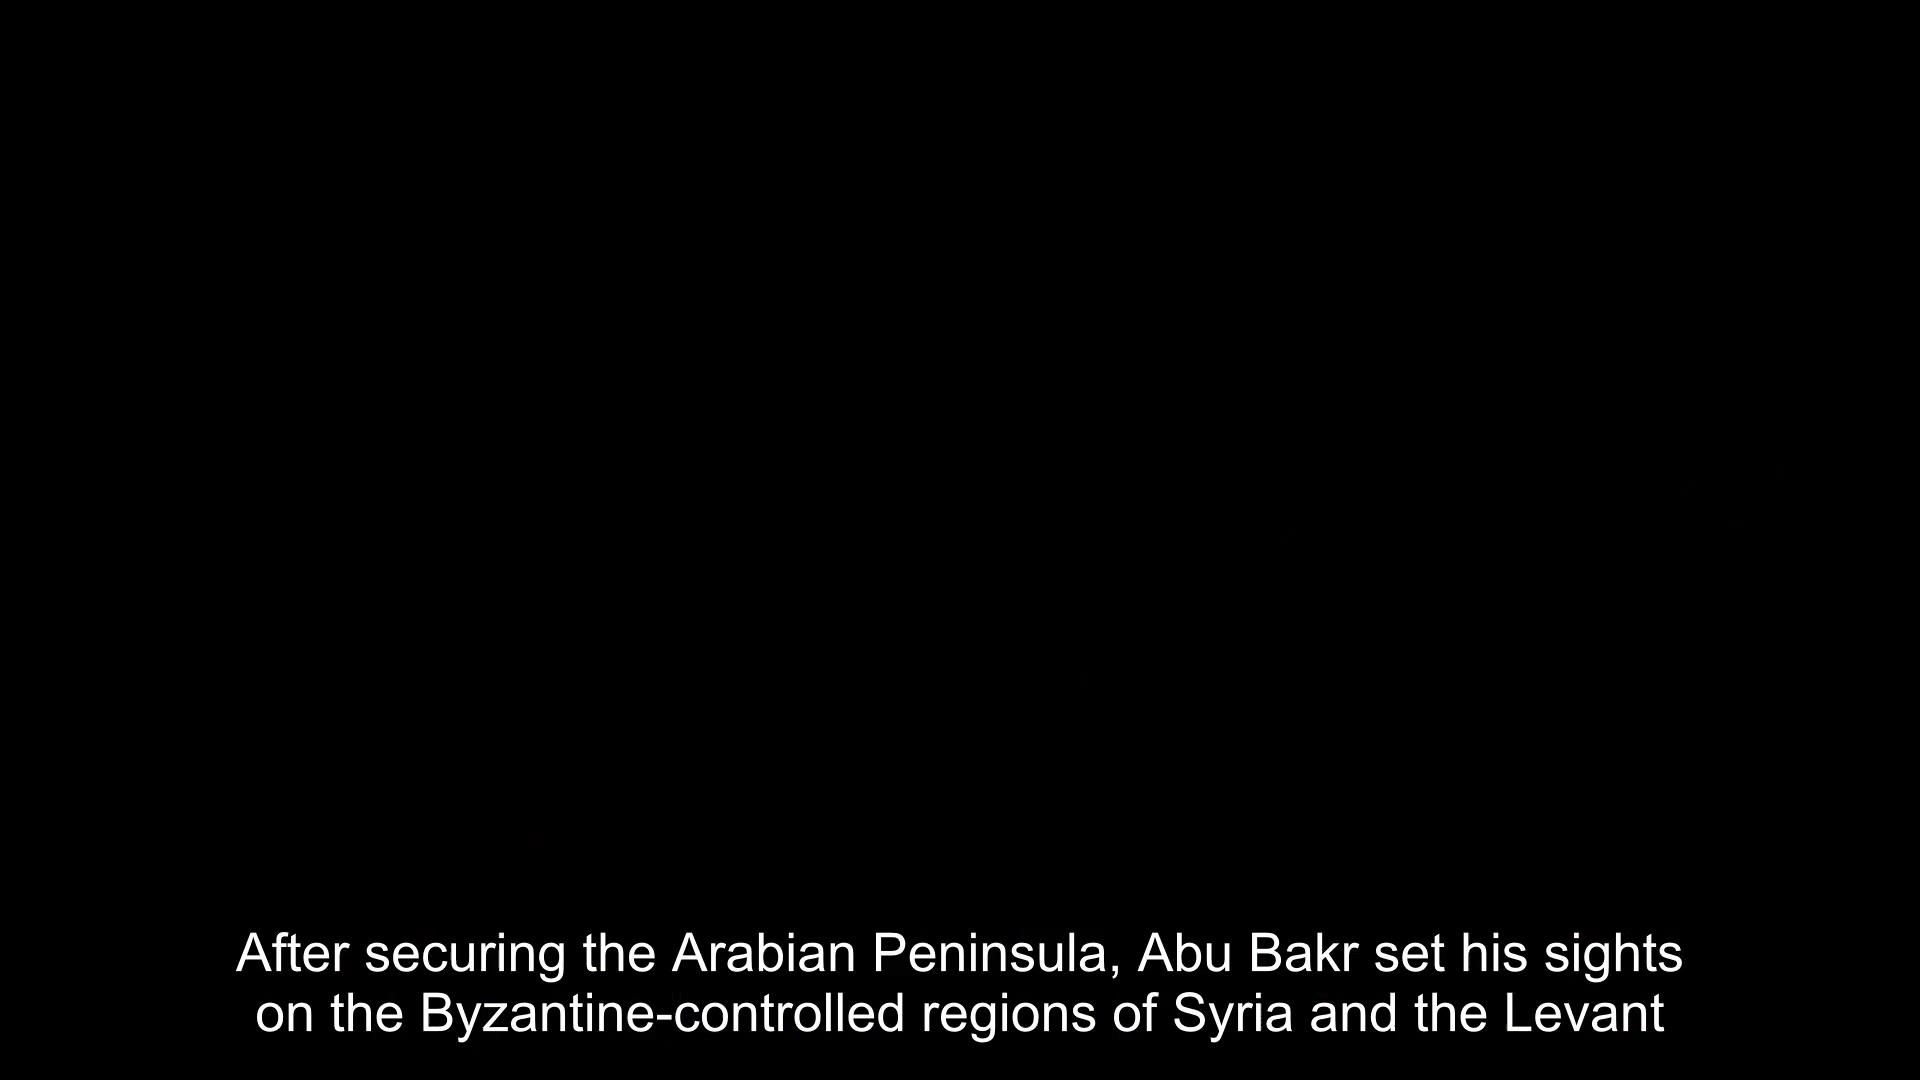 After securing the Arabian Peninsula, Abu Bakr set his sights
on the Byzantine-controlled regions of Syria and the Levant